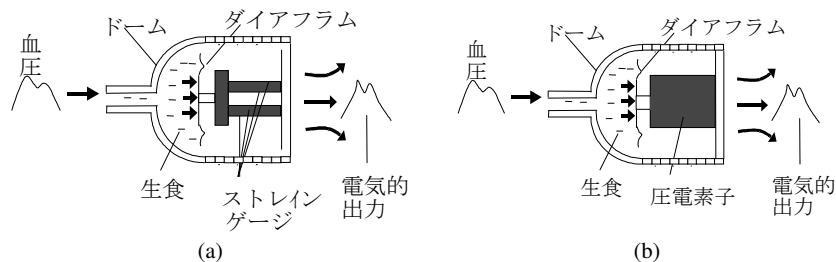 ドーム
ダイアフラム
血
圧
生食
ストレイン
ゲージ
電気的
出力
(a)
ドーム
ダイアフラム
血
圧
生食
圧電素子
電気的
出力
(b)